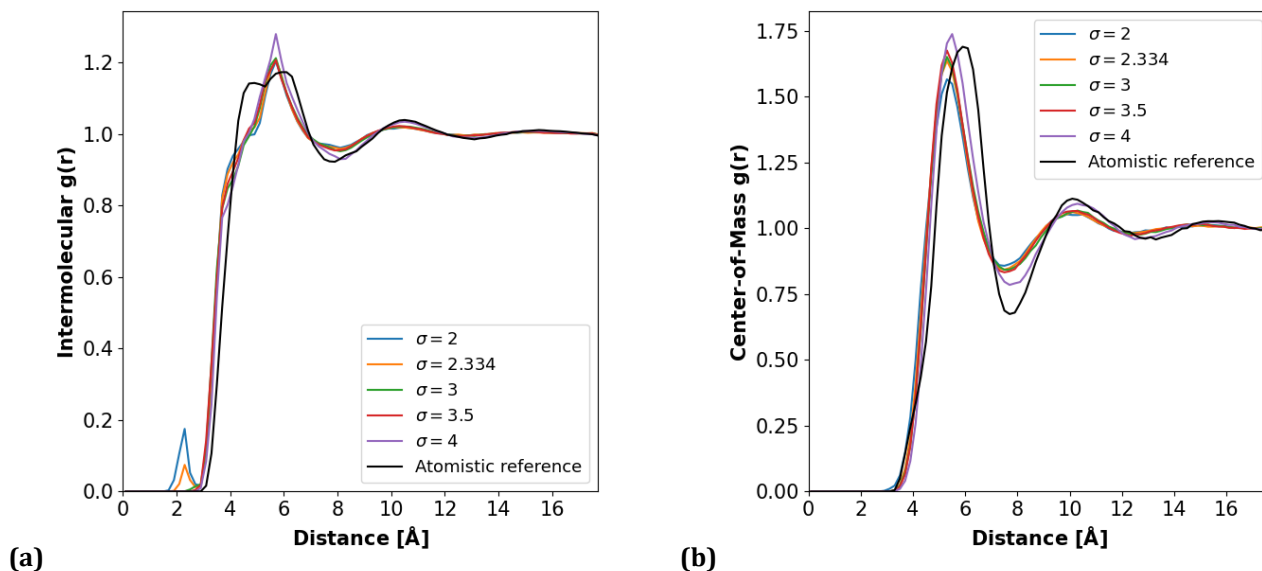 Intermolecular g(r)
1.2
1.0
0.8
0.6
0.4
0.2
0.0
σ = 2
σ = 2.334
σ = 3
σ = 3.5
σ = 4
Atomistic reference
0 2 4 6 8 10 12 14 16
Distance [Å]
(a)
Center-of-Mass g(r)
1.75
1.50
1.25
1.00
0.75
0.50
0.25
0.00
σ = 2
σ = 2.334
σ = 3
σ = 3.5
σ = 4
Atomistic reference
0 2 4 6 8 10 12 14 16
Distance [Å]
(b)